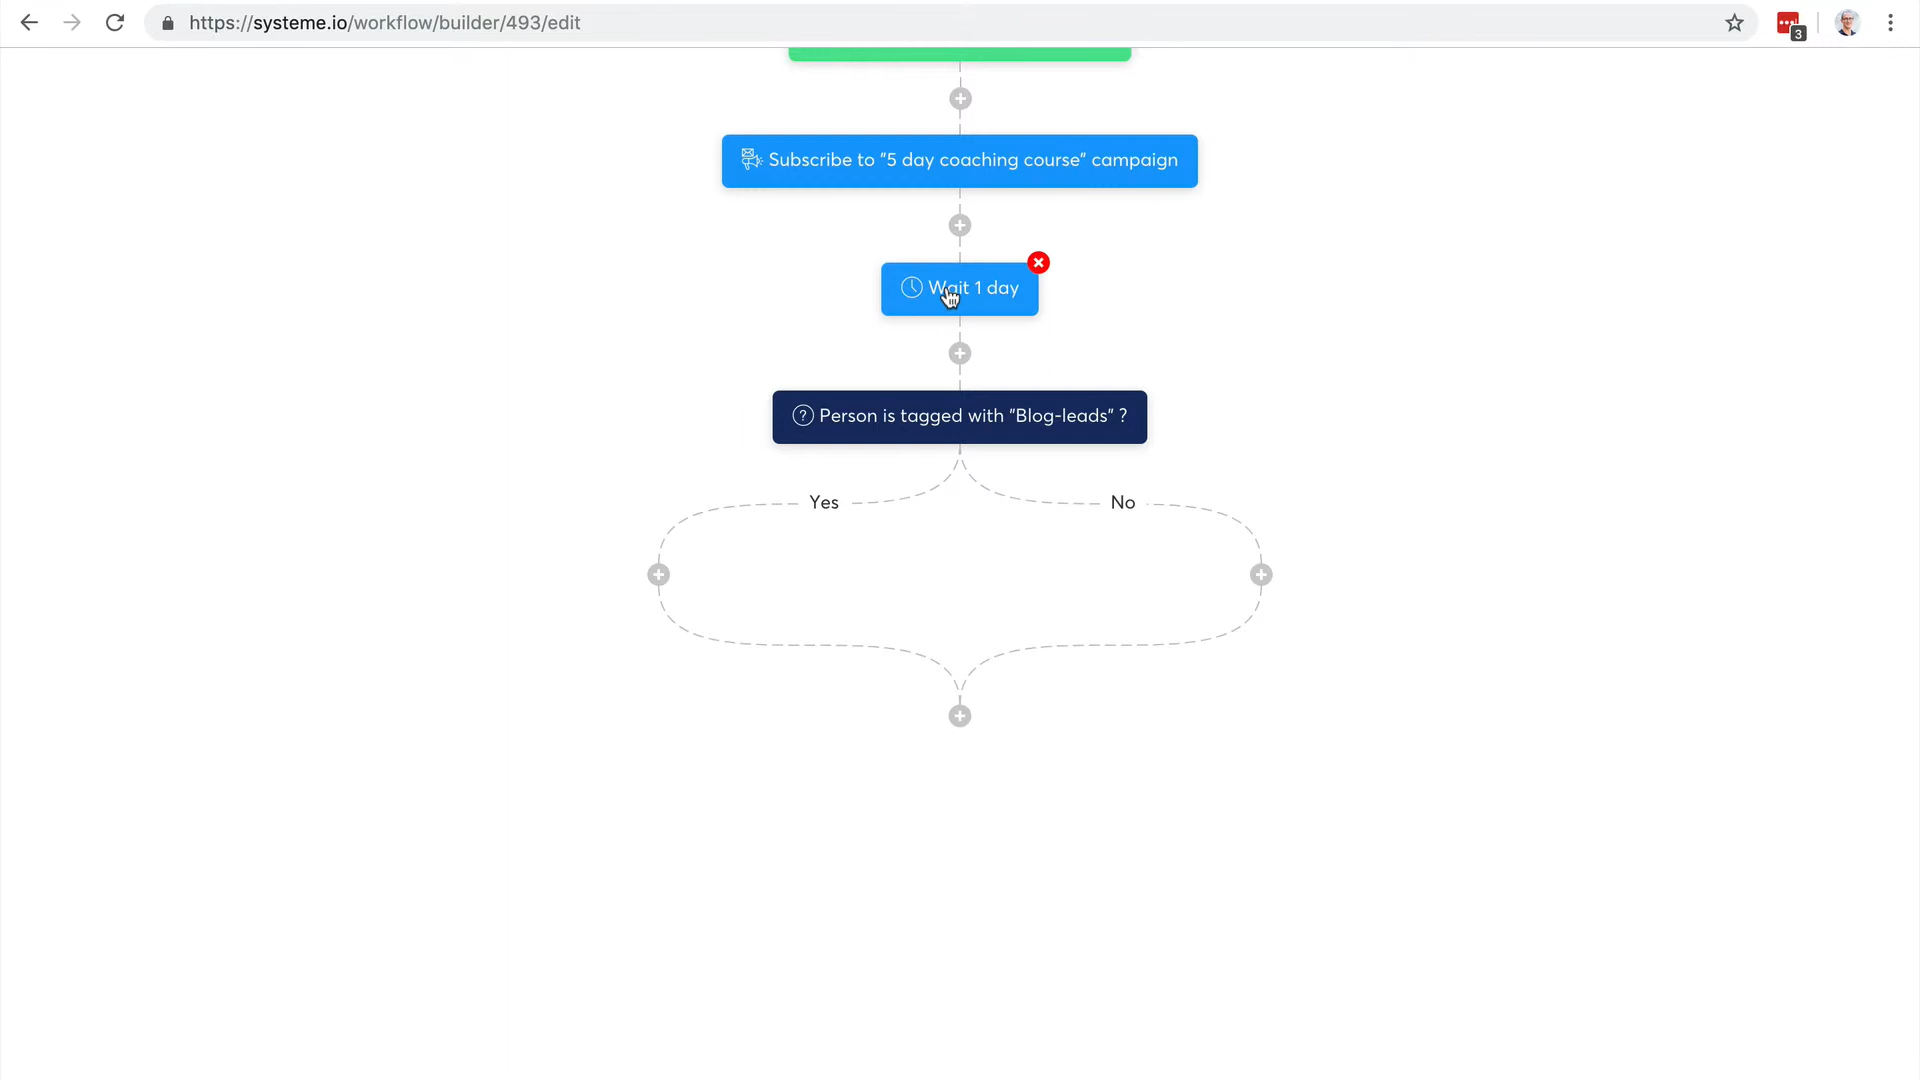 https://systeme.io/workflow/builder/493/edit
3
Subscribe to "5 day coaching course" campaign
Wait 1 day
Person is tagged with "Blog-leads" ?
Yes
No